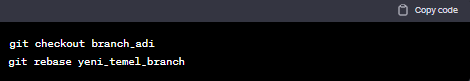 Copy code
git checkout branch_adi
git rebase yeni_temel_branch